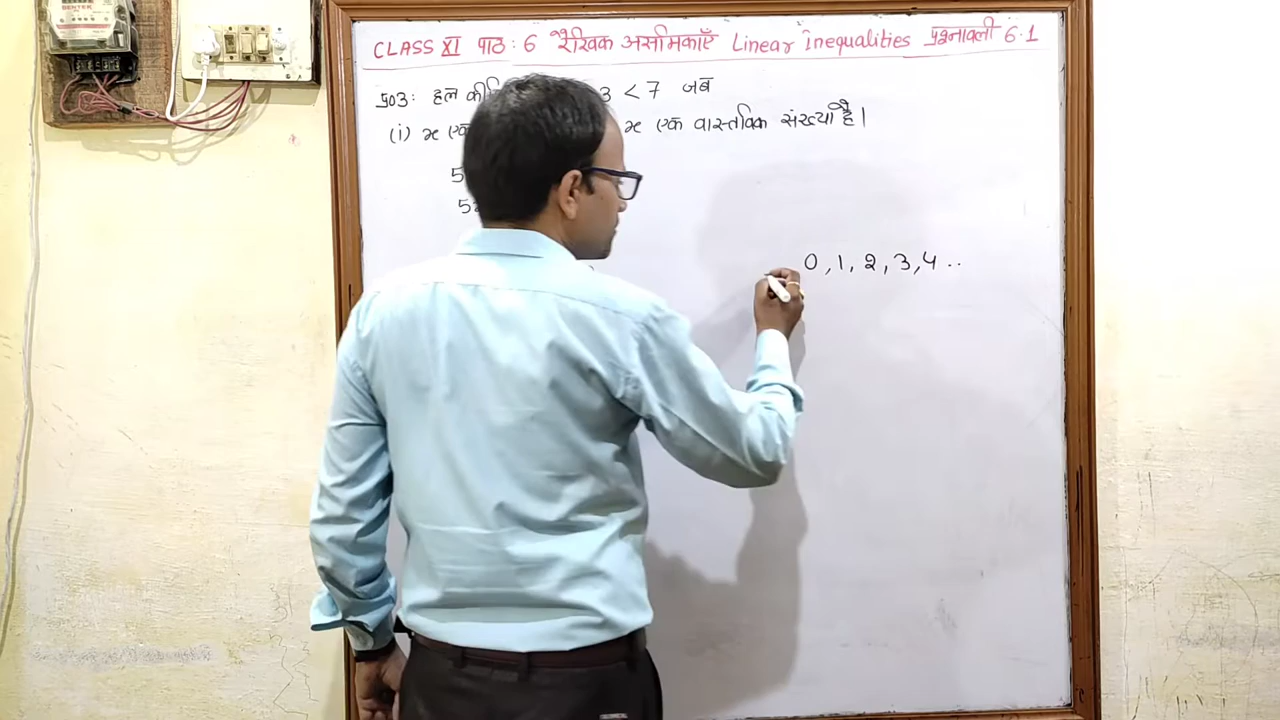 CLASS XI पाठ: 6 रैखिक असमिकाएँ Linear Inequalities प्रश्नावली 6.1
प्र03: हल 3 < 7 जब
(i) x x एक वास्तविक संख्या है।
5
5
0, 1, 2, 3, 4 ..